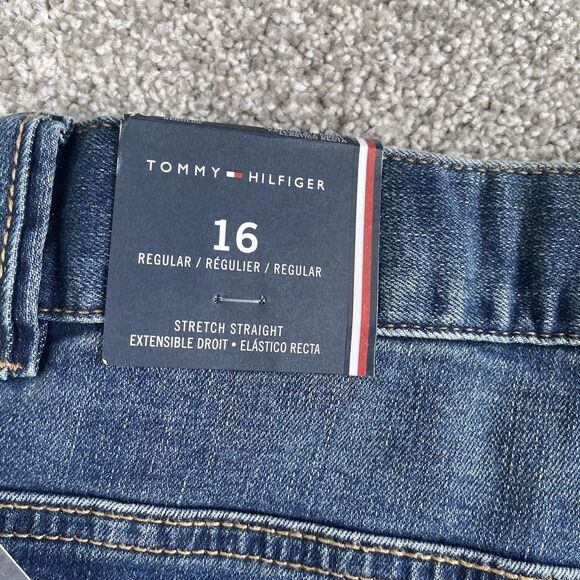 TOMMY HILFIGER
16
REGULAR / RÉGULIER / REGULAR
STRETCH STRAIGHT
EXTENSIBLE DROIT • ELÁSTICO RECTA